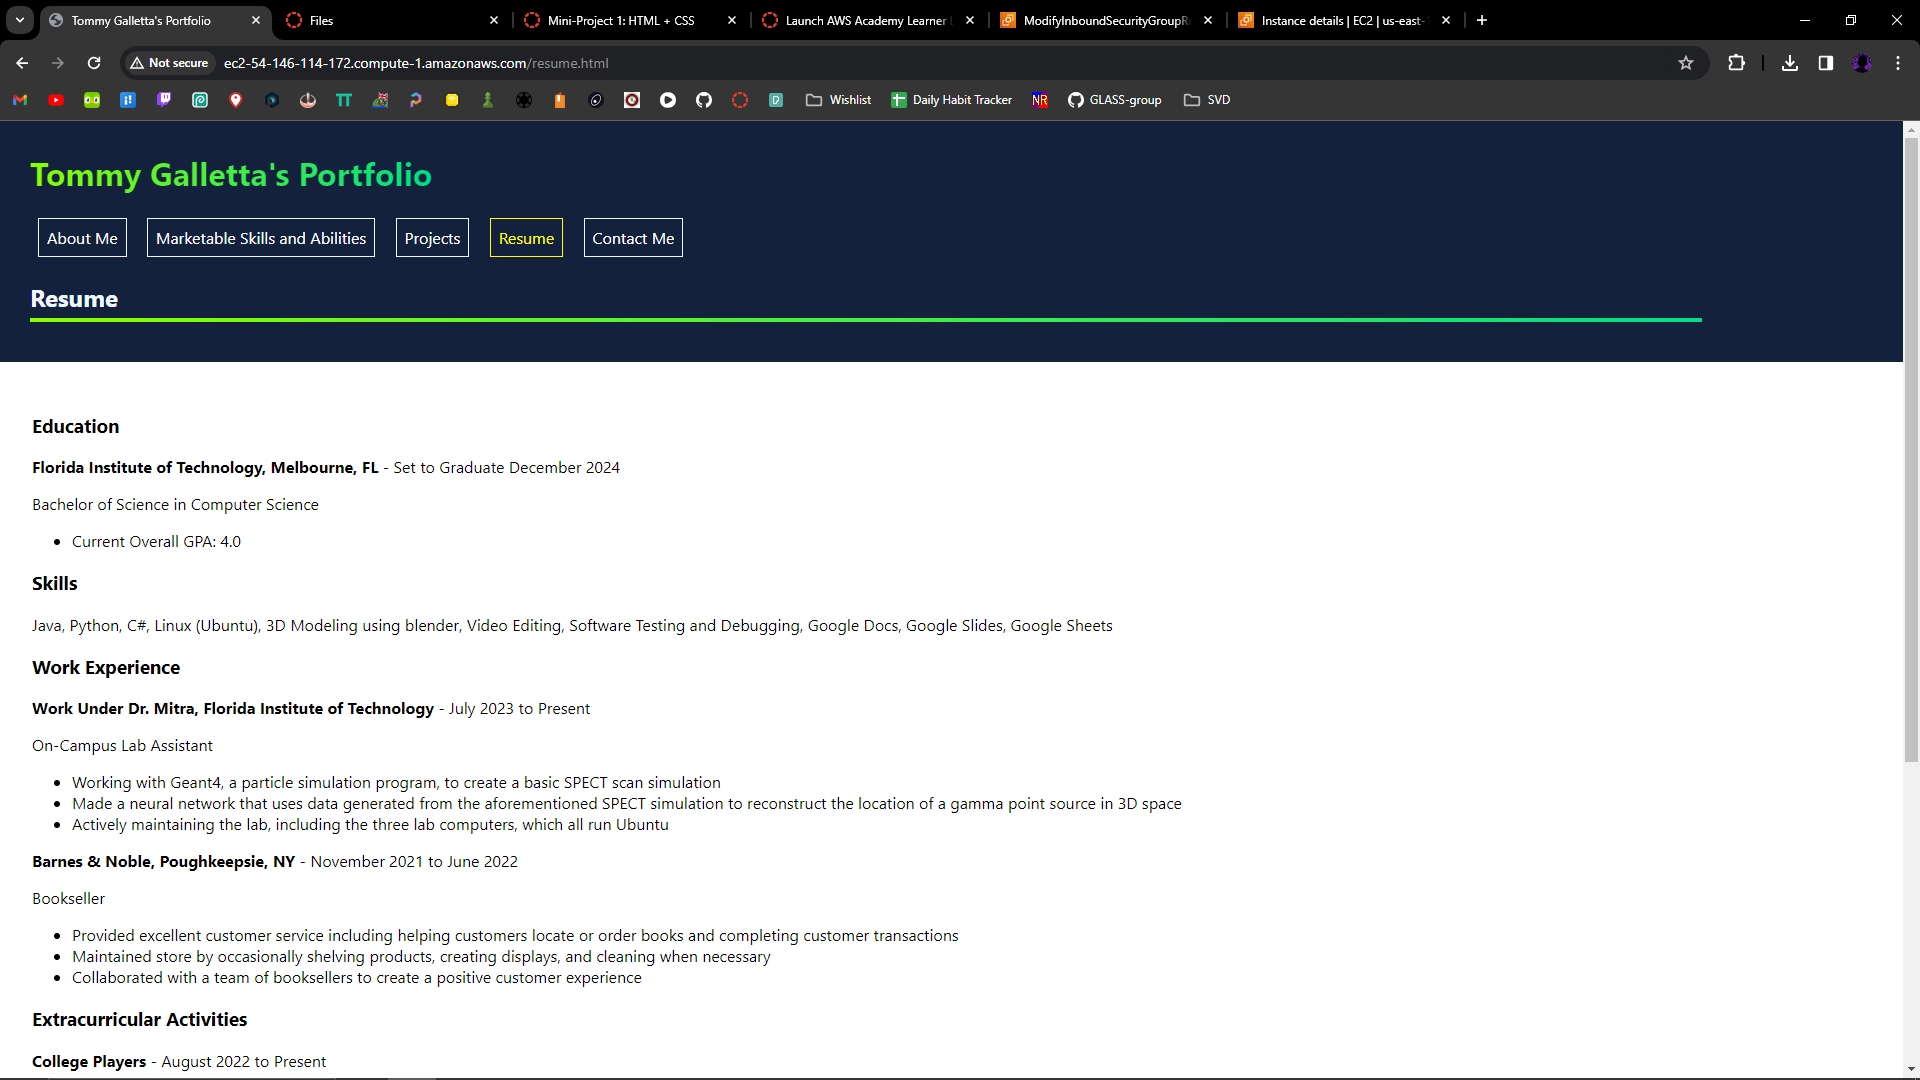 Tommy Galletta's Portfolio
Files
Mini-Project 1: HTML + CSS
Launch AWS Academy Learner
ModifyInboundSecurityGroupR
Instance details | EC2 | us-east-
Not secure
ec2-54-146-114-172.compute-1.amazonaws.com/resume.html
Wishlist
Daily Habit Tracker
NR
GLASS-group
SVD
Tommy Galletta's Portfolio
About Me
Marketable Skills and Abilities
Projects
Resume
Contact Me
Resume
Education
Florida Institute of Technology, Melbourne, FL - Set to Graduate December 2024
Bachelor of Science in Computer Science
• Current Overall GPA: 4.0
Skills
Java, Python, C#, Linux (Ubuntu), 3D Modeling using blender, Video Editing, Software Testing and Debugging, Google Docs, Google Slides, Google Sheets
Work Experience
Work Under Dr. Mitra, Florida Institute of Technology - July 2023 to Present
On-Campus Lab Assistant
• Working with Geant4, a particle simulation program, to create a basic SPECT scan simulation
• Made a neural network that uses data generated from the aforementioned SPECT simulation to reconstruct the location of a gamma point source in 3D space
• Actively maintaining the lab, including the three lab computers, which all run Ubuntu
Barnes & Noble, Poughkeepsie, NY - November 2021 to June 2022
Bookseller
• Provided excellent customer service including helping customers locate or order books and completing customer transactions
• Maintained store by occasionally shelving products, creating displays, and cleaning when necessary
• Collaborated with a team of booksellers to create a positive customer experience
Extracurricular Activities
College Players - August 2022 to Present